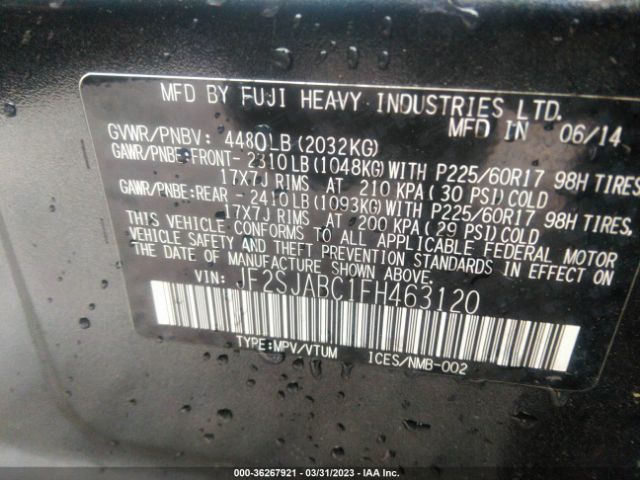 MFD BY FUJI HEAVY INDUSTRIES LTD.
MFD IN 06/14
GVWR/PNBV: 4480LB(2032KG)
GAWR/PNBE:FRONT- 2310LB(1048KG)WITH P225/60R17 98H TIRES
17X7J RIMS AT 210 KPA( 30 PSI)COLD
GAWR/PNBE:REAR - 2410LB(1093KG)WITH P225/60R17 98H TIRES.
17X7J RIMS AT 200 KPA( 29 PSI)COLD
THIS VEHICLE CONFORMS TO ALL APPLICABLE FEDERAL MOTOR
VEHICLE SAFETY AND THEFT PREVENTION STANDARDS IN EFFECT ON
THE DATE OF MANUFACTURE SHOWN ABOVE.
VIN: JF2SJABC1FH463120
TYPE:MPV/VTUM ICES/NMB-002
000-36267921 - 03/31/2023 - IAA Inc.